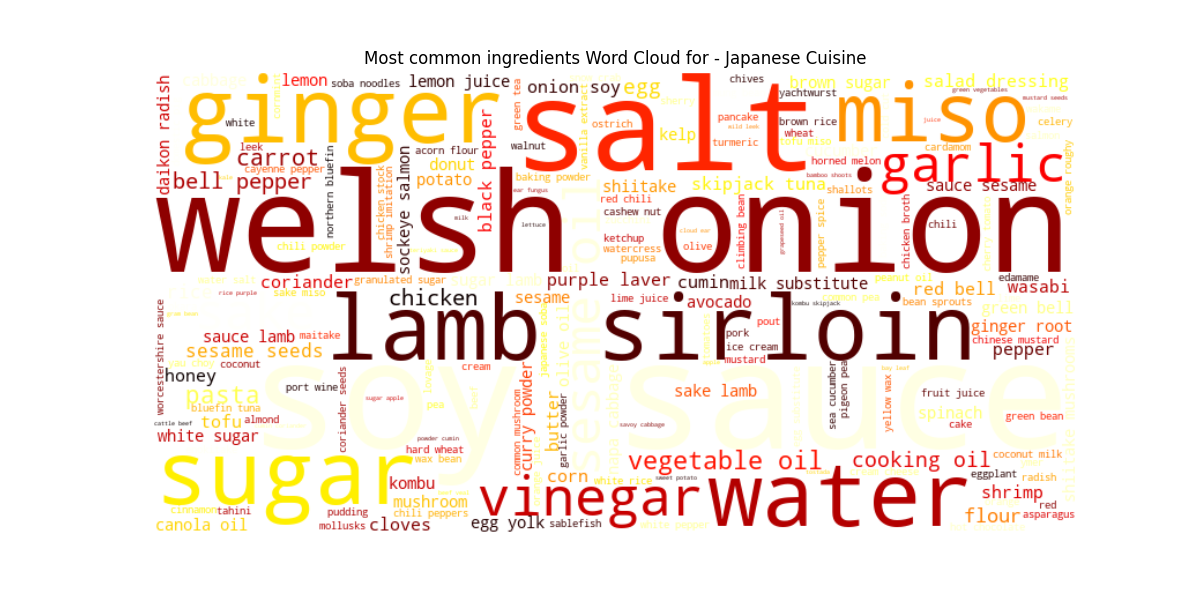 Most common ingredients Word Cloud for - Japanese Cuisine
daikon radish
lemon
soba noodles
lemon juice
green tea
onion soy
egg
chives
brown sugar
salad dressing
green vegetables
mustard seeds
yachtwurst
ginger
salt
miso
white
vanilla extract
ostrich
kelp
pancake
mild leek
turmeric
brown rice
wheat
juice
celery
cardamom
leek
carrot
cayenne pepper
bell pepper
northern bluefin
acorn flour
donut
potato
black pepper
walnut
baking powder
shiitake
red chili
skipjack tuna
horned melon
bamboo shoots
shallots
garlic
sauce sesame
orange roughy
chicken stock
shrimp imitation
sockeye salmon
milk
lettuce
cashew nut
ketchup
watercress
pupusa
cloud ear
olive
climbing bean
grapeseed oil
pepper spice
chicken broth
chili
welsh onion
chili powder
coriander
granulated sugar
purple laver
cumin
milk substitute
peanut oil
edamame
wasabi
red bell
rice purple
sake miso
chicken
sesame
lime juice
avocado
kombu skipjack
common pea
bean sprouts
green bell
worcestershire sauce
sauce lamb
maitake
lamb sirloin
olive oil
pout
pork
ice cream
mustard
ginger root
chinese mustard
pepper
sesame seeds
coconut
cream
honey
port wine
coriander seeds
sugar apple
curry powder
sake lamb
sea cucumber
pigeon pea
fruit juice
pasta
bluefin tuna
tofu
almond
pea
soy sauce
sesame oil
cattle beef
white sugar
powder cumin
hard wheat
wax bean
common mushroom
butter
garlic powder
savoy cabbage
yellow wax
spinach
cake
green bean
sugar
kombu
mushroom
chili peppers
corn
white rice
sweet potato
vegetable oil
cooking oil
coconut milk
eggplant
radish
shrimp
cinnamon
tahini
pudding
mollusks
cloves
vinegar
water
egg yolk
sablefish
flour
red
asparagus
canola oil